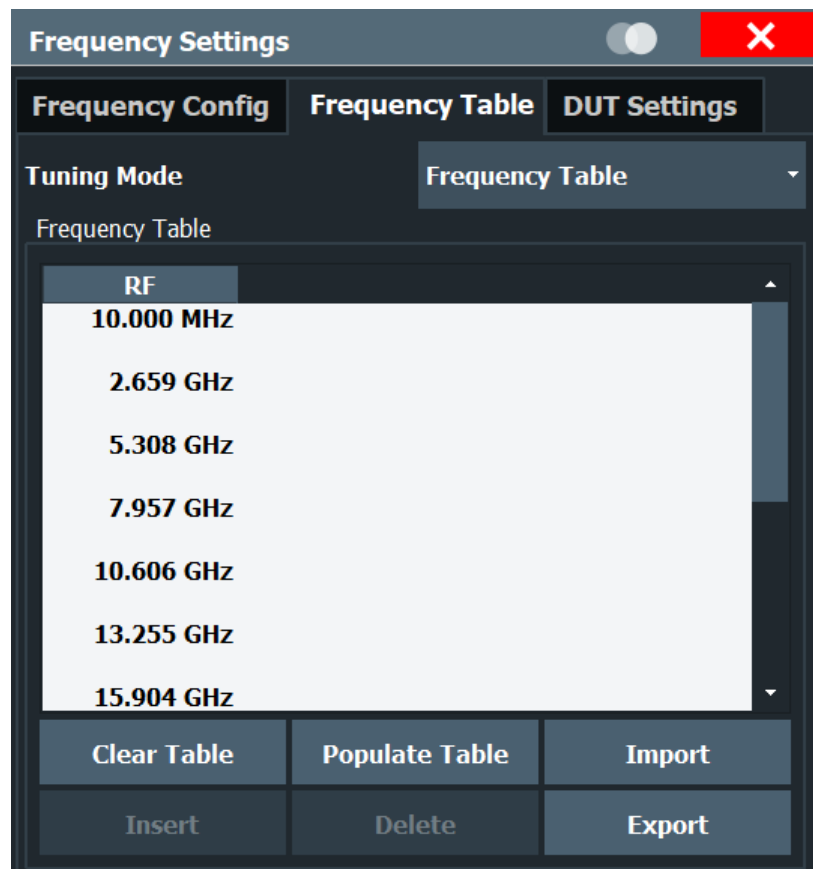 Frequency Settings
Frequency Config Frequency Table DUT Settings
Tuning Mode Frequency Table
Frequency Table
RF
10.000 MHz
2.659 GHz
5.308 GHz
7.957 GHz
10.606 GHz
13.255 GHz
15.904 GHz
Clear Table Populate Table Import
Insert Delete Export